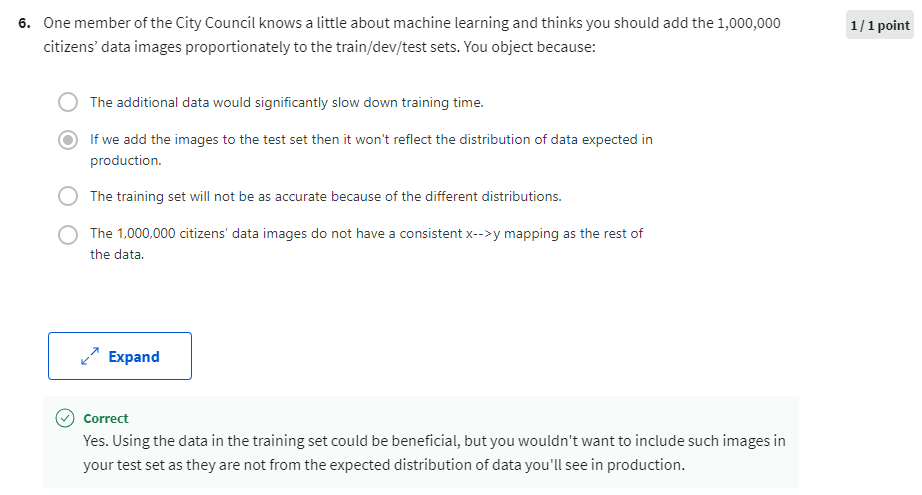 6. One member of the City Council knows a little about machine learning and thinks you should add the 1,000,000
1 / 1 point
citizens' data images proportionately to the train/dev/test sets. You object because:
The additional data would significantly slow down training time.
If we add the images to the test set then it won't reflect the distribution of data expected in
production.
The training set will not be as accurate because of the different distributions.
The 1,000,000 citizens' data images do not have a consistent x-->y mapping as the rest of
the data.
Expand
Correct
Yes. Using the data in the training set could be beneficial, but you wouldn't want to include such images in
your test set as they are not from the expected distribution of data you'll see in production.